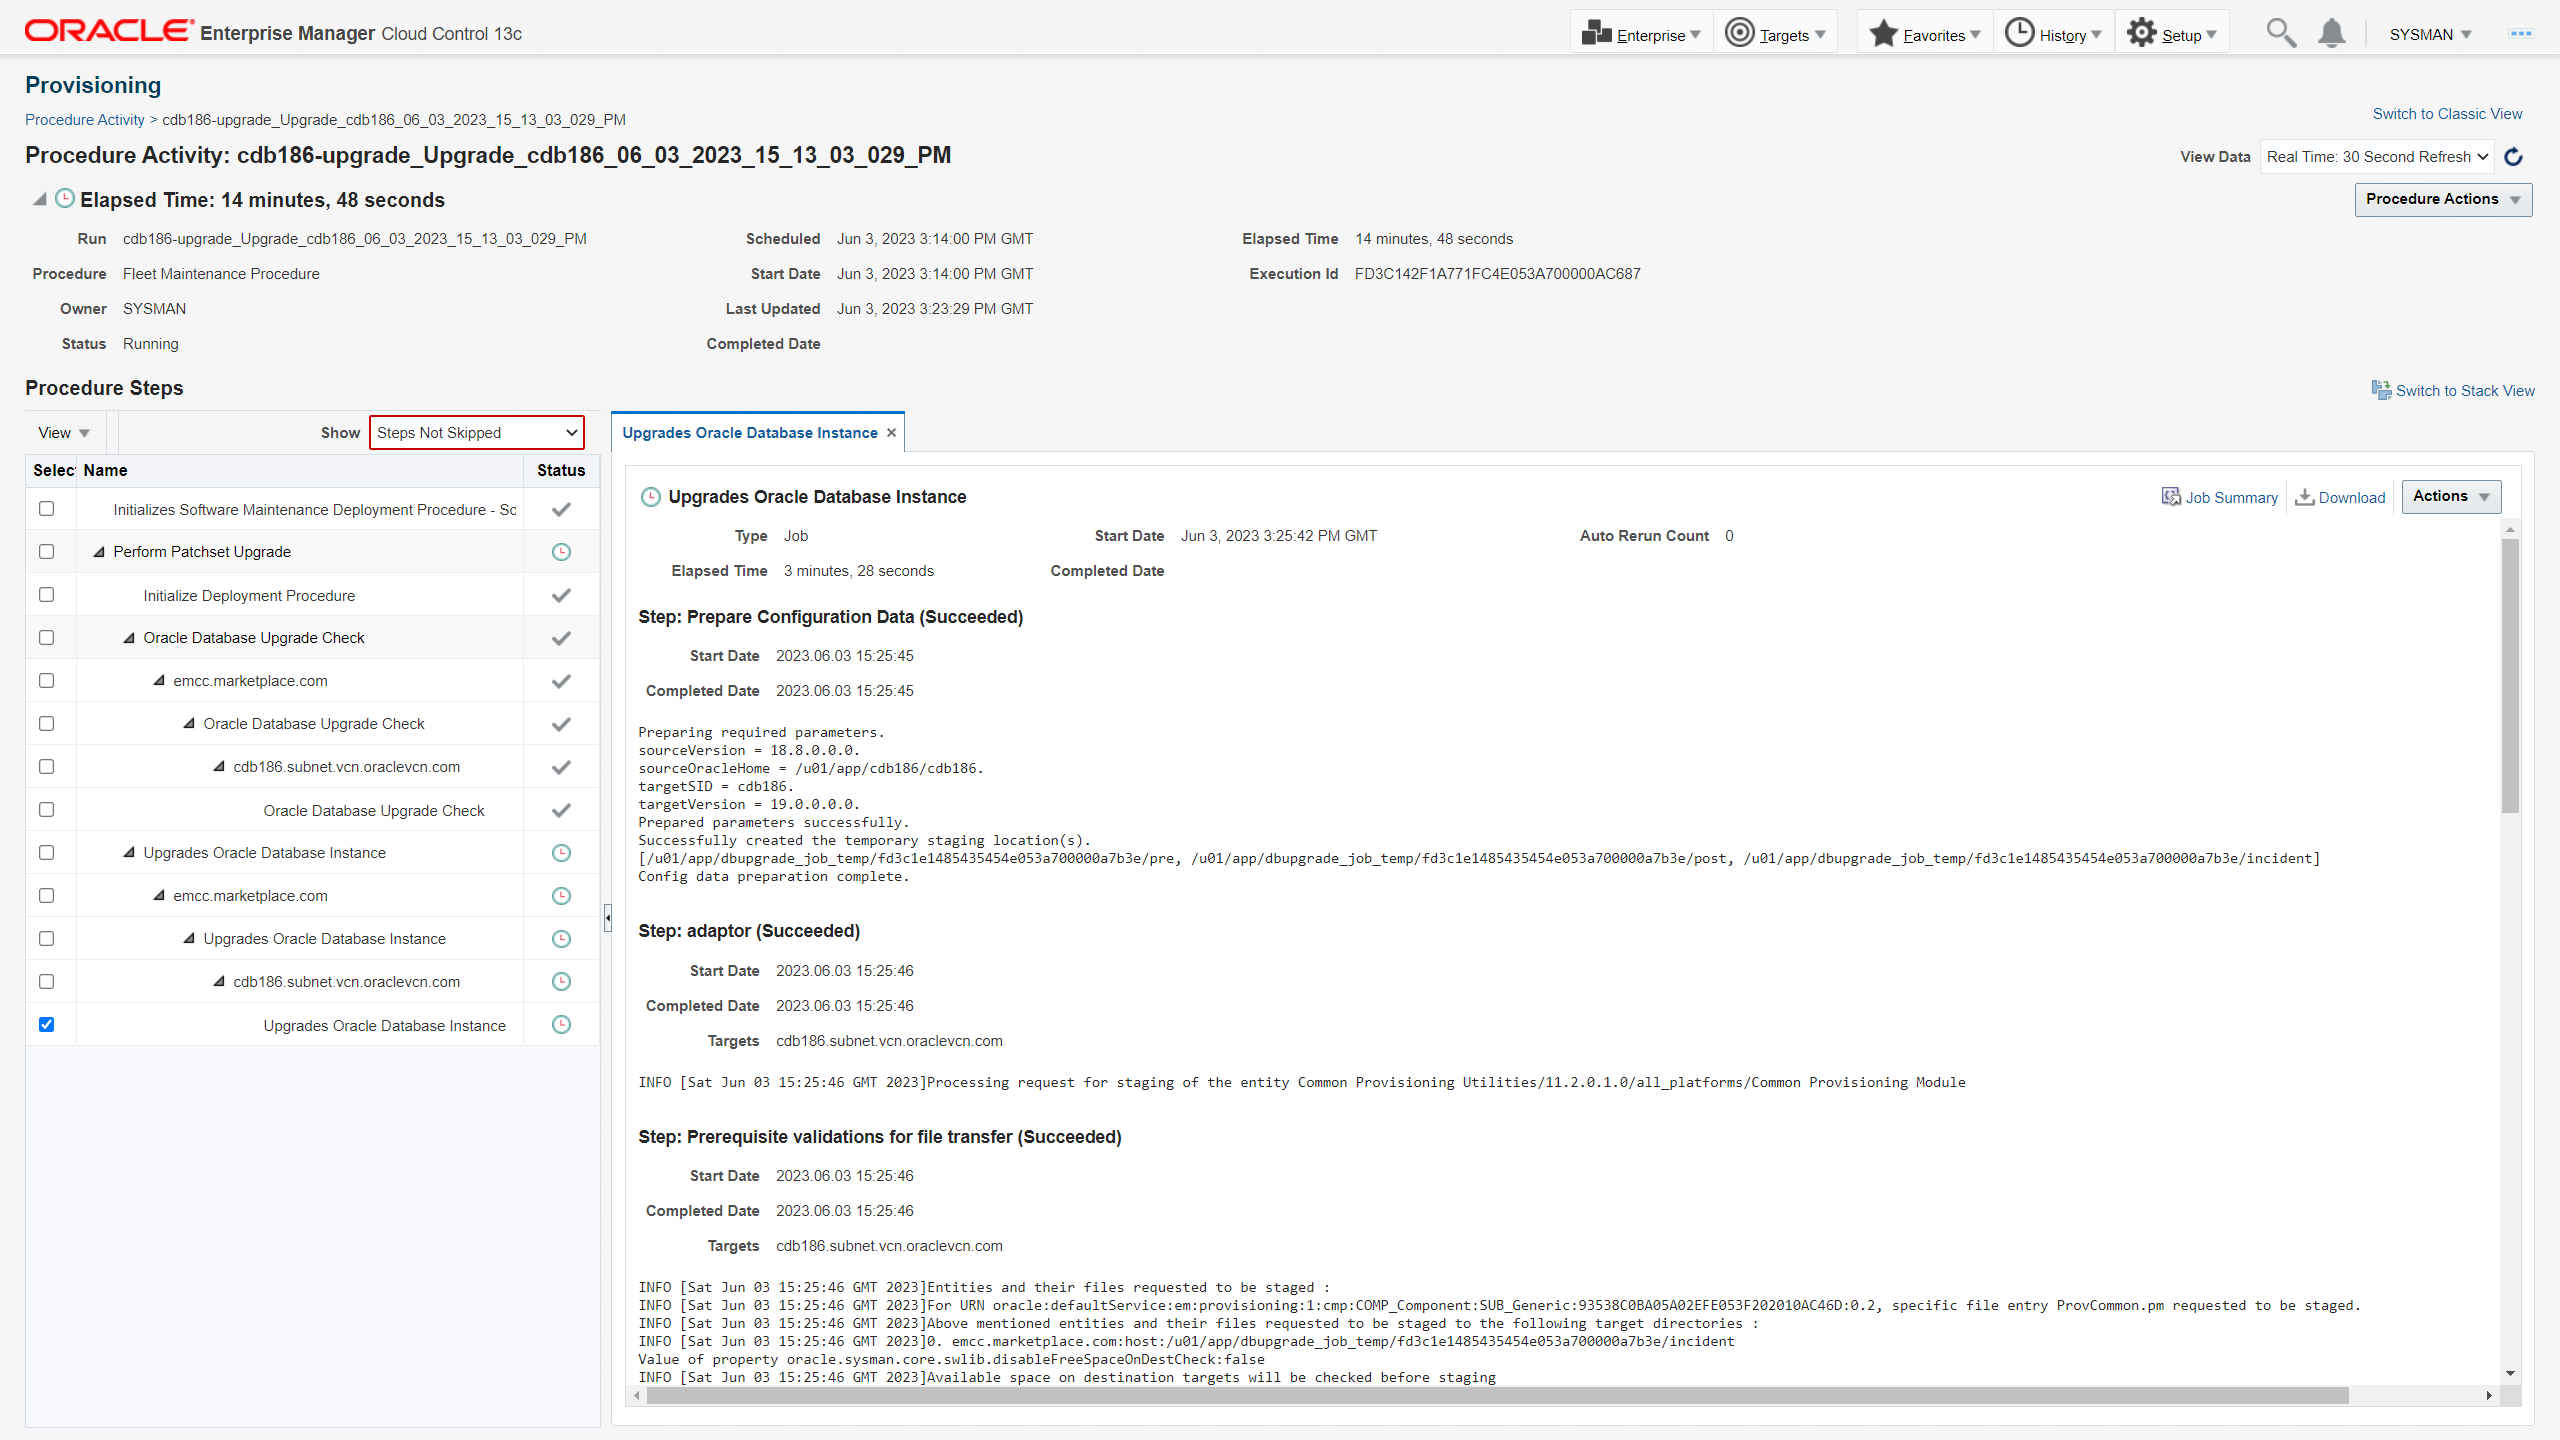 ORACLE Enterprise Manager Cloud Control 13c
Enterprise Targets Favorites History Setup SYSMAN
Provisioning
Procedure Activity > cdb186-upgrade_Upgrade_cdb186_06_03_2023_15_13_03_029_PM
Switch to Classic View
Procedure Activity: cdb186-upgrade_Upgrade_cdb186_06_03_2023_15_13_03_029_PM
View Data Real Time: 30 Second Refresh
Elapsed Time: 14 minutes, 48 seconds
Procedure Actions
Run cdb186-upgrade_Upgrade_cdb186_06_03_2023_15_13_03_029_PM
Procedure Fleet Maintenance Procedure
Owner SYSMAN
Status Running
Scheduled Jun 3, 2023 3:14:00 PM GMT
Start Date Jun 3, 2023 3:14:00 PM GMT
Last Updated Jun 3, 2023 3:23:29 PM GMT
Completed Date
Elapsed Time 14 minutes, 48 seconds
Execution Id FD3C142F1A771FC4E053A700000AC687
Procedure Steps
Switch to Stack View
View Show Steps Not Skipped
Selec Name Status
Initializes Software Maintenance Deployment Procedure - Sc
Perform Patchset Upgrade
Initialize Deployment Procedure
Oracle Database Upgrade Check
emcc.marketplace.com
Oracle Database Upgrade Check
cdb186.subnet.vcn.oraclevcn.com
Oracle Database Upgrade Check
Upgrades Oracle Database Instance
emcc.marketplace.com
Upgrades Oracle Database Instance
cdb186.subnet.vcn.oraclevcn.com
Upgrades Oracle Database Instance
Upgrades Oracle Database Instance
Upgrades Oracle Database Instance
Job Summary Download Actions
Type Job
Elapsed Time 3 minutes, 28 seconds
Start Date Jun 3, 2023 3:25:42 PM GMT
Completed Date
Auto Rerun Count 0
Step: Prepare Configuration Data (Succeeded)
Start Date 2023.06.03 15:25:45
Completed Date 2023.06.03 15:25:45
Preparing required parameters.
sourceVersion = 18.8.0.0.0.
sourceOracleHome = /u01/app/cdb186/cdb186.
targetSID = cdb186.
targetVersion = 19.0.0.0.0.
Prepared parameters successfully.
Successfully created the temporary staging location(s).
[/u01/app/dbupgrade_job_temp/fd3c1e1485435454e053a700000a7b3e/pre, /u01/app/dbupgrade_job_temp/fd3c1e1485435454e053a700000a7b3e/post, /u01/app/dbupgrade_job_temp/fd3c1e1485435454e053a700000a7b3e/incident]
Config data preparation complete.
Step: adaptor (Succeeded)
Start Date 2023.06.03 15:25:46
Completed Date 2023.06.03 15:25:46
Targets cdb186.subnet.vcn.oraclevcn.com
INFO [Sat Jun 03 15:25:46 GMT 2023]Processing request for staging of the entity Common Provisioning Utilities/11.2.0.1.0/all_platforms/Common Provisioning Module
Step: Prerequisite validations for file transfer (Succeeded)
Start Date 2023.06.03 15:25:46
Completed Date 2023.06.03 15:25:46
Targets cdb186.subnet.vcn.oraclevcn.com
INFO [Sat Jun 03 15:25:46 GMT 2023]Entities and their files requested to be staged :
INFO [Sat Jun 03 15:25:46 GMT 2023]For URN oracle:defaultService:em:provisioning:1:cmp:COMP_Component:SUB_Generic:93538C0BA05A02EFE053F202010AC46D:0.2, specific file entry ProvCommon.pm requested to be staged.
INFO [Sat Jun 03 15:25:46 GMT 2023]Above mentioned entities and their files requested to be staged to the following target directories :
INFO [Sat Jun 03 15:25:46 GMT 2023]0. emcc.marketplace.com:host:/u01/app/dbupgrade_job_temp/fd3c1e1485435454e053a700000a7b3e/incident
Value of property oracle.sysman.core.swlib.disableFreeSpaceOnDestCheck:false
INFO [Sat Jun 03 15:25:46 GMT 2023]Available space on destination targets will be checked before staging